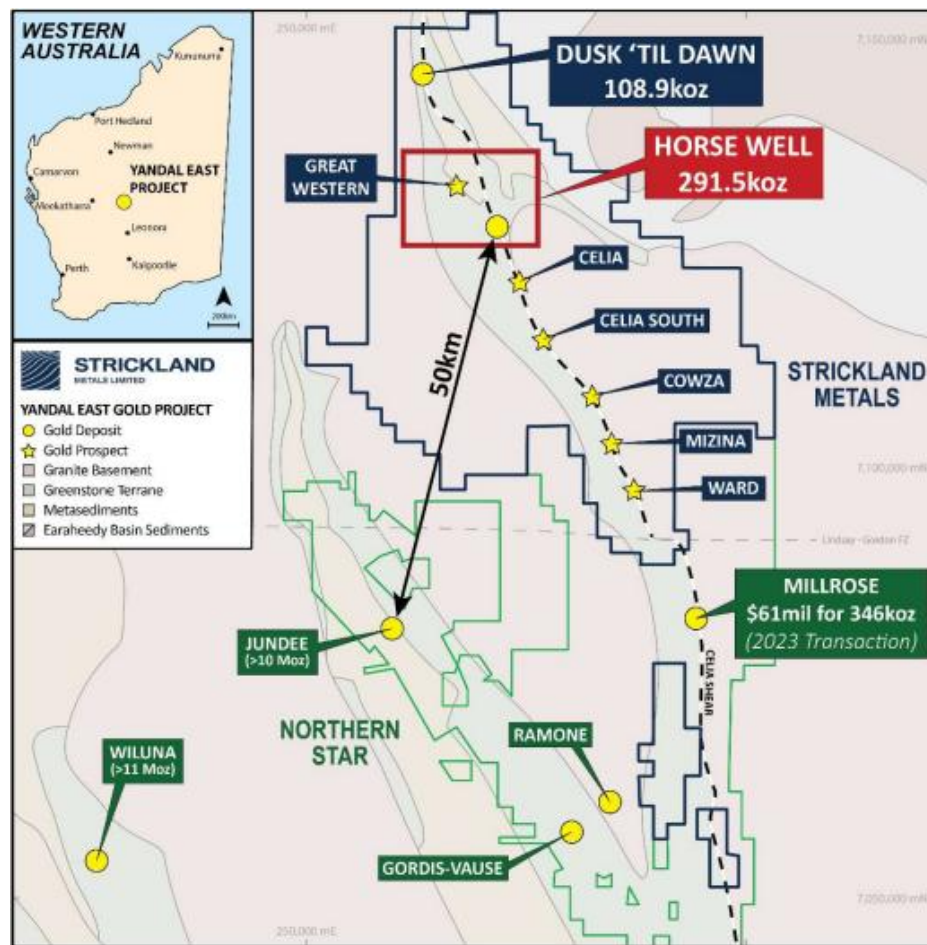 WESTERN
AUSTRALIA
Kununurra
Port Hedland
Newman
Carnarvon
YANDAL EAST
PROJECT
Meekatharra
Leonora
Kalgoorlie
Perth
200km
STRICKLAND
METALS LIMITED
YANDAL EAST GOLD PROJECT
Gold Deposit
Gold Prospect
Granite Basement
Greenstone Terrane
Metasediments
Earaheedy Basin Sediments
250,000 mE
7,150,000 mN
DUSK ‘TIL DAWN
108.9koz
GREAT
WESTERN
HORSE WELL
291.5koz
CELIA
CELIA SOUTH
50km
COWZA
STRICKLAND
METALS
MIZINA
7,100,000 mN
WARD
Lindsay - Gordon FZ
MILLROSE
$61mil for 346koz
(2023 Transaction)
JUNDEE
(>10 Moz)
CELIA SHEAR
NORTHERN
STAR
RAMONE
WILUNA
(>11 Moz)
GORDIS-VAUSE
7,050,000 mN
250,000 mE